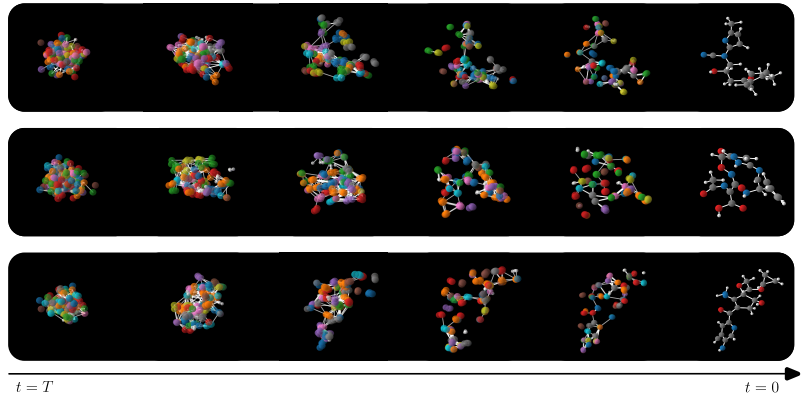 t = T
t = 0